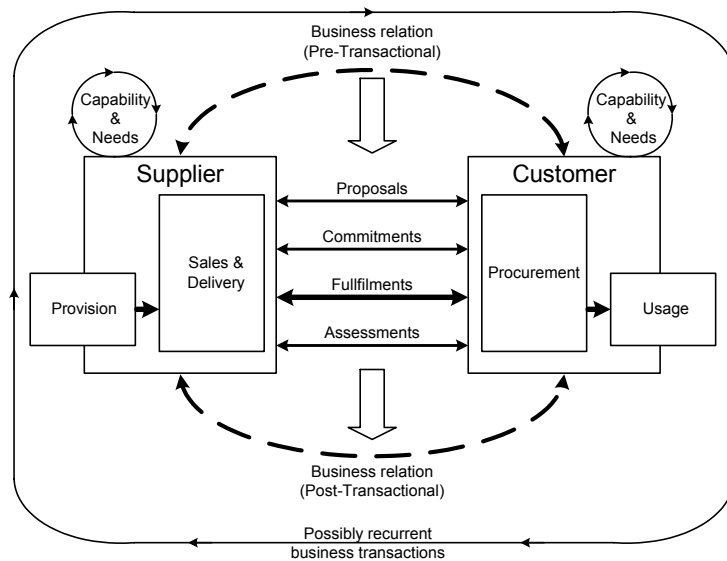 Business relation
(Pre-Transactional)
Capability
&
Needs
Capability
&
Needs
Supplier
Customer
Proposals
Commitments
Sales &
Delivery
Procurement
Fullfilments
Provision
Usage
Assessments
Business relation
(Post-Transactional)
Possibly recurrent
business transactions